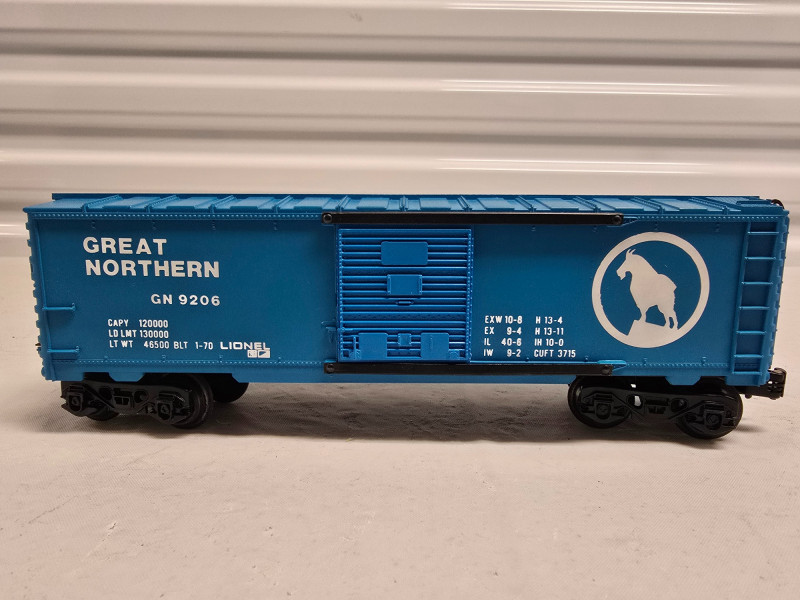 GREAT
NORTHERN
GN 9206
CAPY 120000
LD LMT 130000
LT WT 46500 BLT 1-70 LIONEL
EXW 10-8 H 13-4
EX 9-4 H 13-11
IL 40-6 IH 10-0
IW 9-2 CUFT 3715